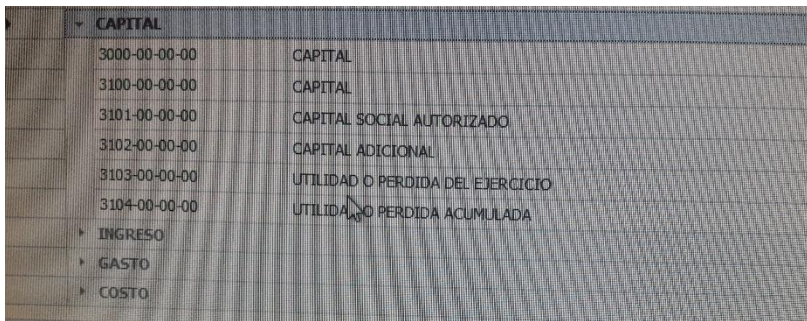 CAPITAL
3000-00-00-00 CAPITAL
3100-00-00-00 CAPITAL
3101-00-00-00 CAPITAL SOCIAL AUTORIZADO
3102-00-00-00 CAPITAL ADICIONAL
3103-00-00-00 UTILIDAD O PERDIDA DEL EJERCICIO
3104-00-00-00 UTILIDAD O PERDIDA ACUMULADA
INGRESO
GASTO
COSTO